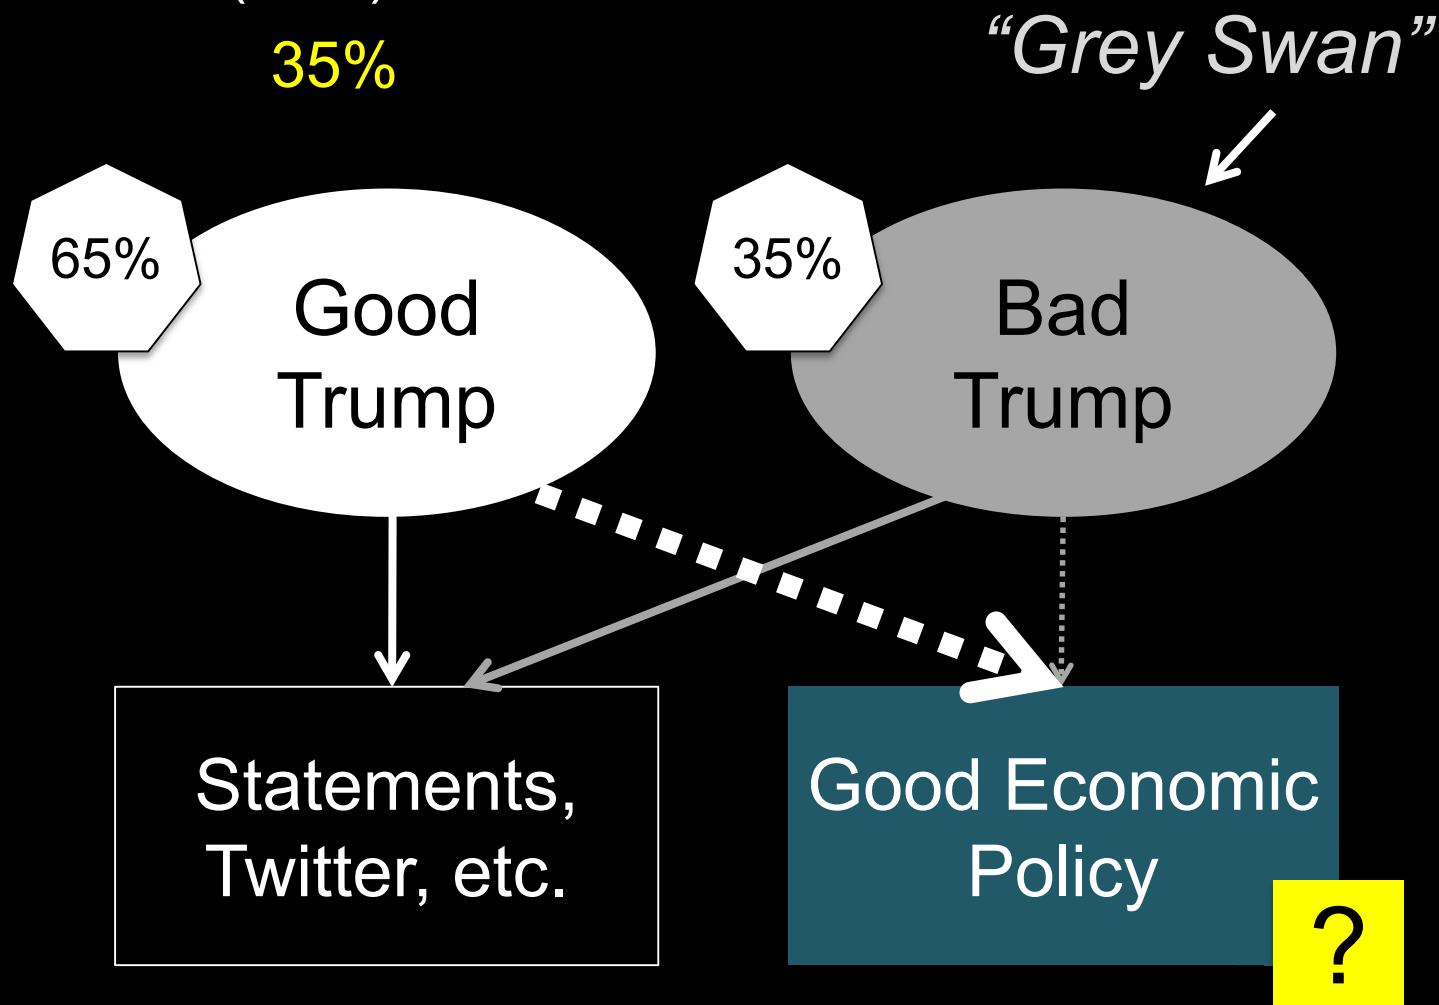 35%
“Grey Swan”
65%
Good
Trump
35%
Bad
Trump
Statements,
Twitter, etc.
Good Economic
Policy
?